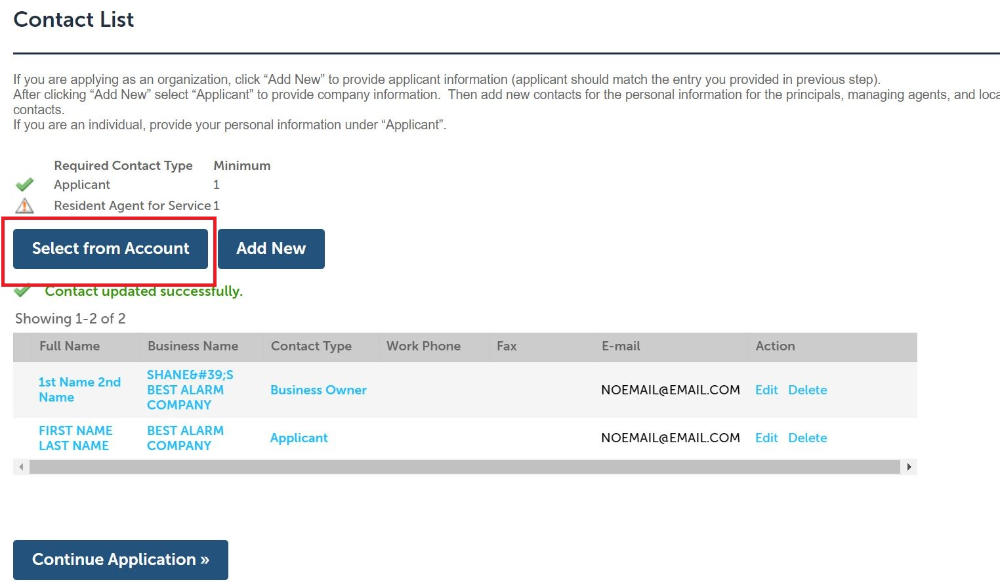 Contact List
If you are applying as an organization, click “Add New” to provide applicant information (applicant should match the entry you provided in previous step).
After clicking “Add New” select “Applicant” to provide company information.  Then add new contacts for the personal information for the principals, managing agents, and loca
contacts.
If you are an individual, provide your personal information under “Applicant”.
Required Contact Type Minimum
Applicant 1
Resident Agent for Service 1
Select from Account Add New
Contact updated successfully.
Showing 1-2 of 2
Full Name Business Name Contact Type Work Phone Fax E-mail Action
1st Name 2nd Name SHANE&#39;S BEST ALARM COMPANY Business Owner NOEMAIL@EMAIL.COM Edit Delete
FIRST NAME LAST NAME BEST ALARM COMPANY Applicant NOEMAIL@EMAIL.COM Edit Delete
Continue Application »